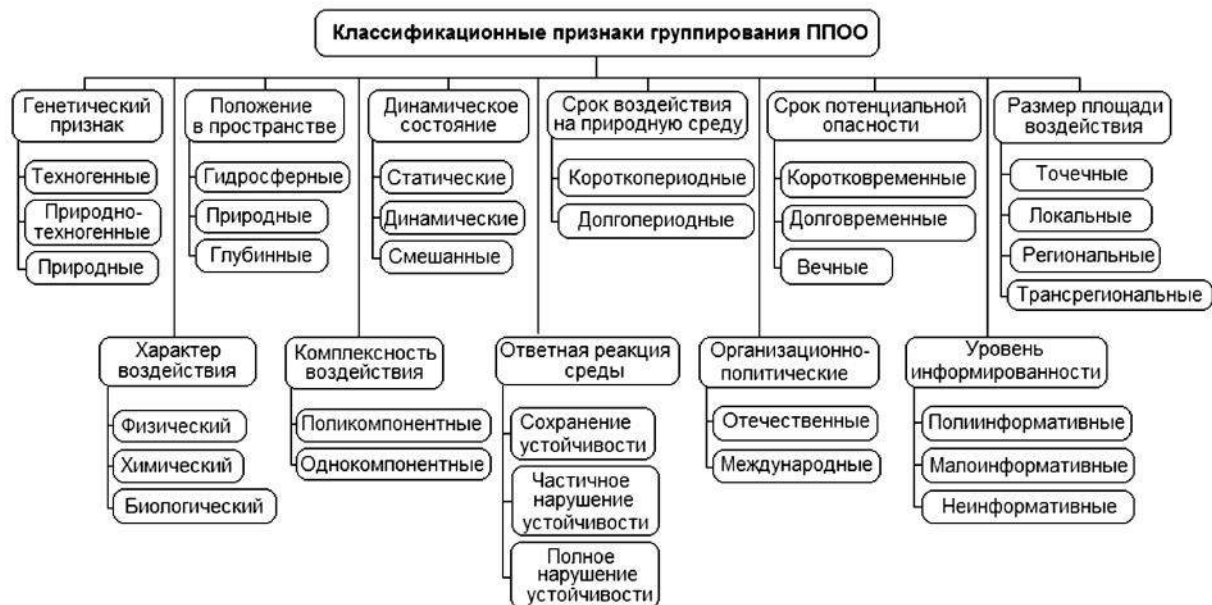 Классификационные признаки группирования ППОО
Генетический
признак
Техногенные
Природно-
техногенные
Природные
Положение
в пространстве
Гидросферные
Природные
Глубинные
Динамическое
состояние
Статические
Динамические
Смешанные
Срок воздействия
на природную среду
Короткопериодные
Долгопериодные
Срок потенциальной
опасности
Коротковременные
Долговременные
Вечные
Размер площади
воздействия
Точечные
Локальные
Региональные
Трансрегиональные
Характер
воздействия
Физический
Химический
Биологический
Комплексность
воздействия
Поликомпонентные
Однокомпонентные
Ответная реакция
среды
Сохранение
устойчивости
Частичное
нарушение
устойчивости
Полное
нарушение
устойчивости
Организационно-
политические
Отечественные
Международные
Уровень
информированности
Полиинформативные
Малоинформативные
Неинформативные